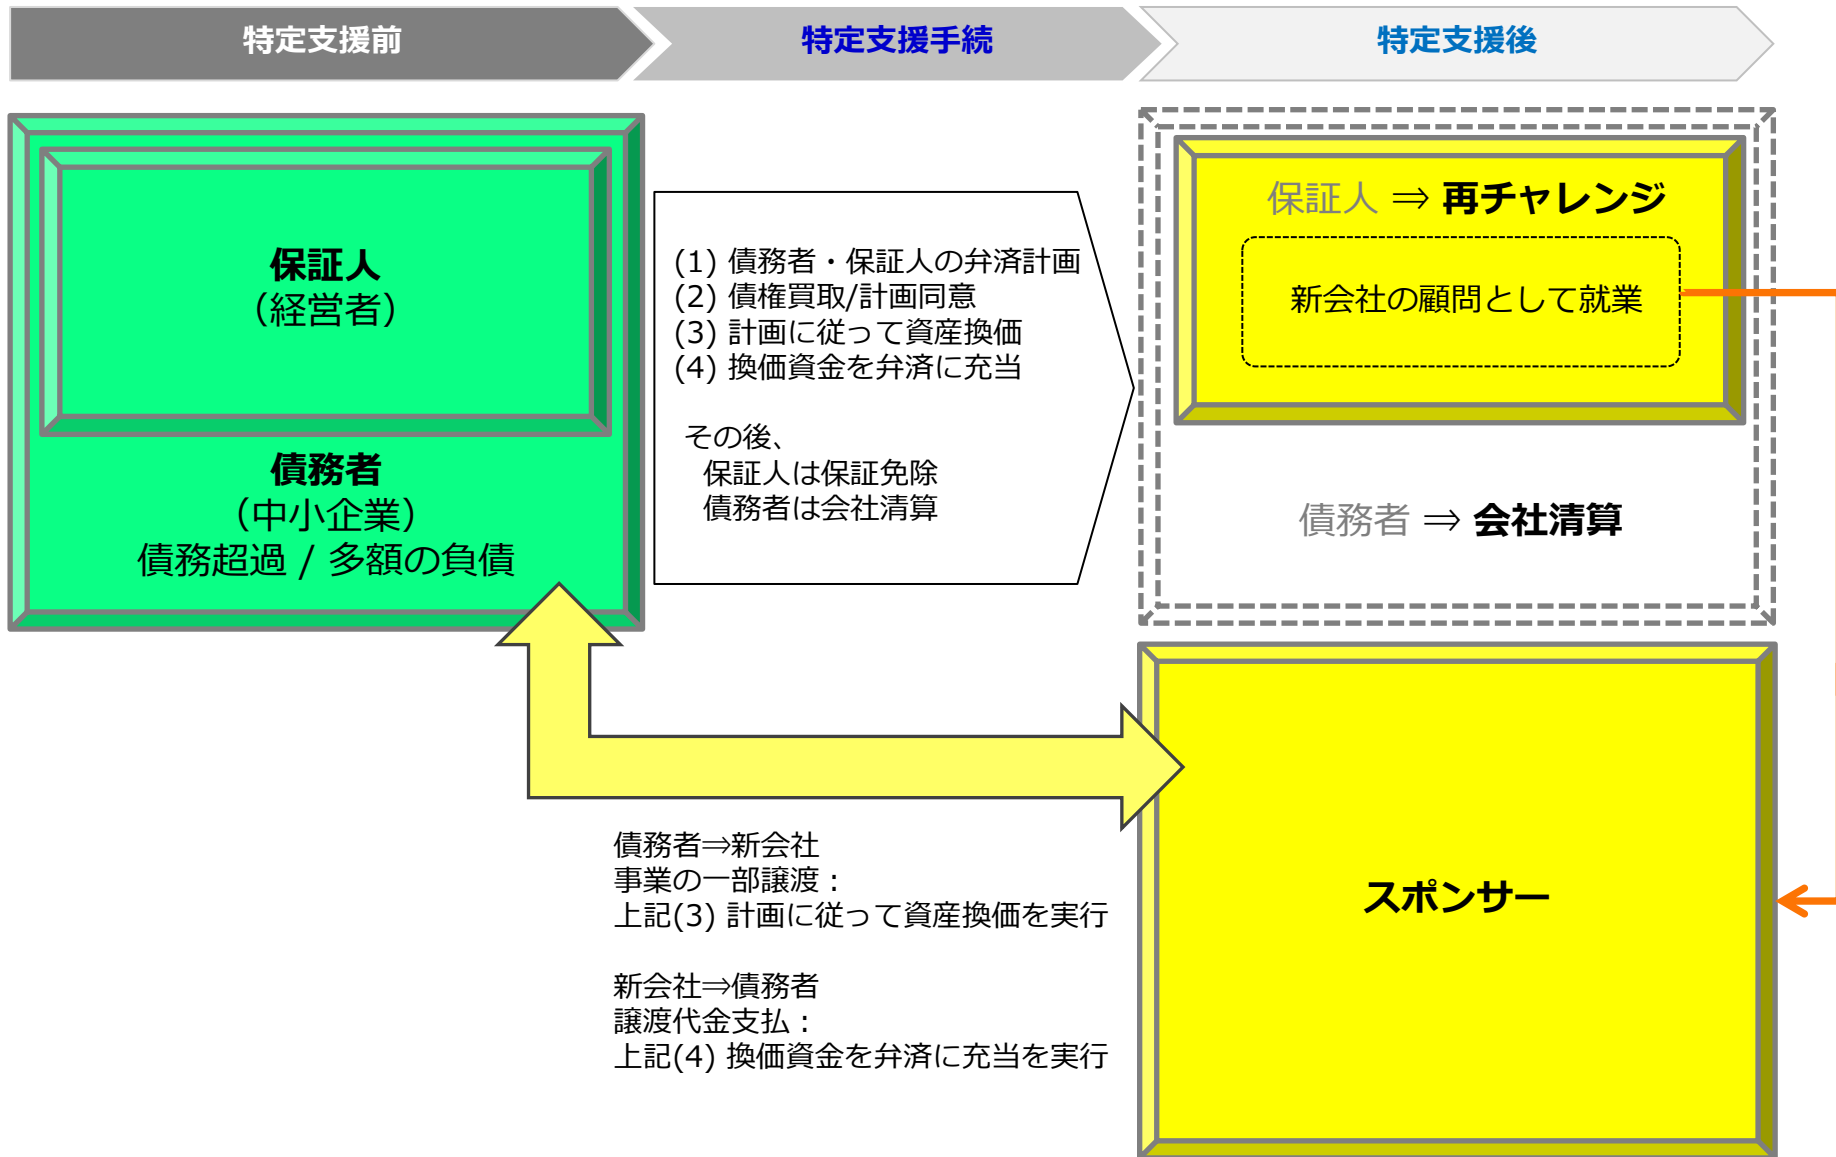 特定支援前
特定支援手続
特定支援後
保証人
（経営者）
債務者
（中小企業）
債務超過 / 多額の負債
(1) 債務者・保証人の弁済計画
(2) 債権買取/計画同意
(3) 計画に従って資産換価
(4) 換価資金を弁済に充当
その後、
保証人は保証免除
債務者は会社清算
保証人 ⇒ 再チャレンジ
新会社の顧問として就業
債務者 ⇒ 会社清算
債務者⇒新会社
事業の一部譲渡：
上記(3) 計画に従って資産換価を実行
新会社⇒債務者
譲渡代金支払：
上記(4) 換価資金を弁済に充当を実行
スポンサー